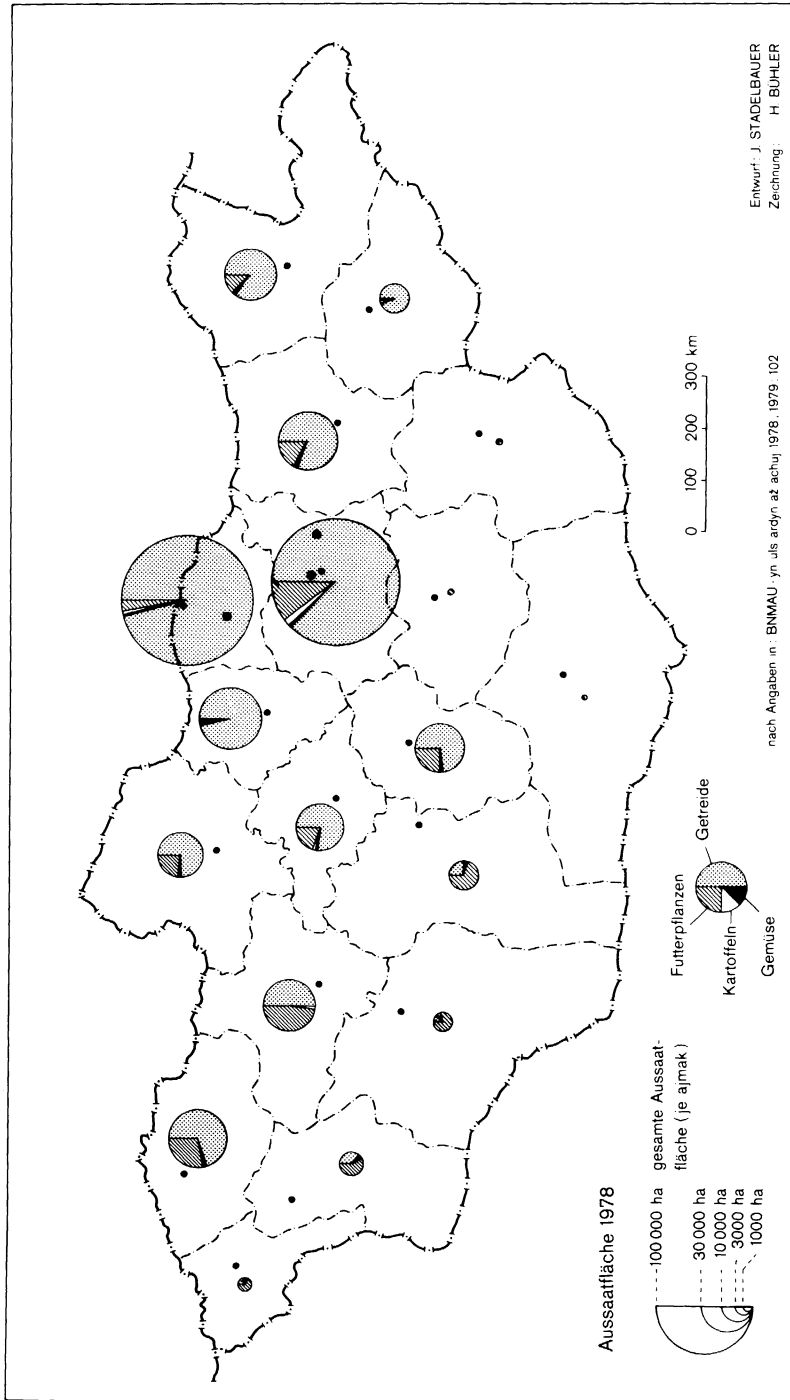 Aussaatfläche 1978
100 000 ha
30 000 ha
10 000 ha
3000 ha
1000 ha
gesamte Aussaat-
fläche (je ajmak)
Futterpflanzen
Getreide
Kartoffeln
Gemüse
0 100 200 300 km
nach Angaben in: BNMAU-yn uls ardyn až achuj 1978. 1979. 102
Entwurf: J. STADELBAUER
Zeichnung: H. BÜHLER